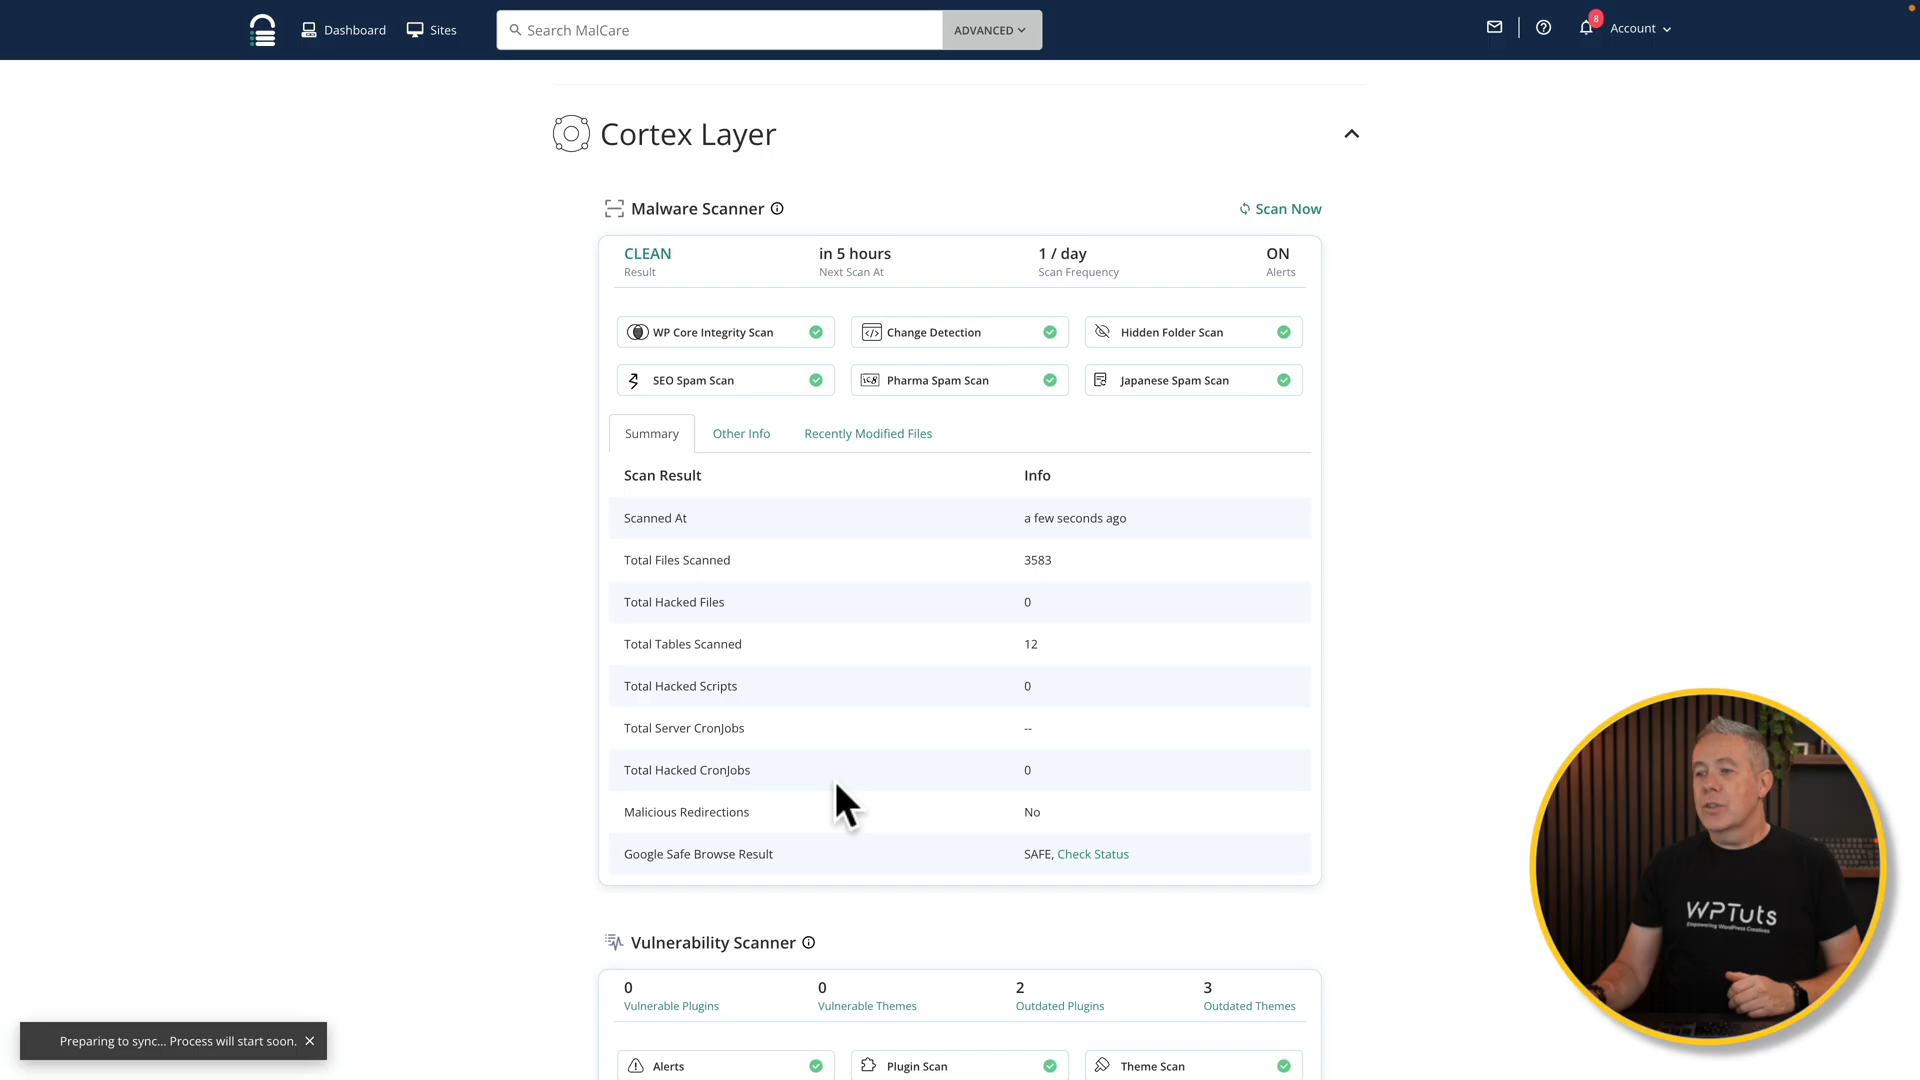 Dashboard
Sites
Search MalCare
ADVANCED
8
Account
Cortex Layer
Malware Scanner
Scan Now
CLEAN
in 5 hours
1 / day
ON
Result
Next Scan At
Scan Frequency
Alerts
WP Core Integrity Scan
Change Detection
Hidden Folder Scan
SEO Spam Scan
Pharma Spam Scan
Japanese Spam Scan
Summary
Other Info
Recently Modified Files
Scan Result
Info
Scanned At
a few seconds ago
Total Files Scanned
3583
Total Hacked Files
0
Total Tables Scanned
12
Total Hacked Scripts
0
Total Server CronJobs
--
Total Hacked CronJobs
0
Malicious Redirections
No
Google Safe Browse Result
SAFE, Check Status
Vulnerability Scanner
0
0
2
3
Vulnerable Plugins
Vulnerable Themes
Outdated Plugins
Outdated Themes
Alerts
Plugin Scan
Theme Scan
Preparing to sync... Process will start soon.
WPTuts
Empowering WordPress Creatives